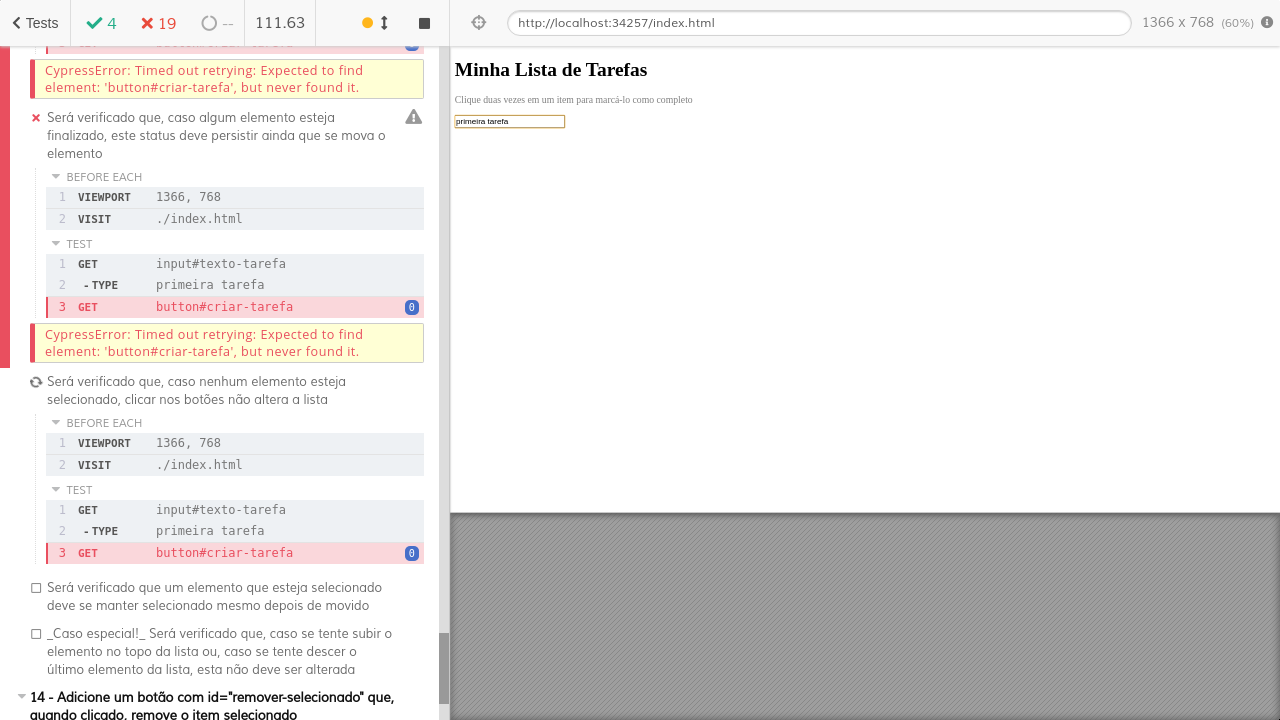 Tests
4
19
--
111.63
http://localhost:34257/index.html
1366 x 768 (60%)
CypressError: Timed out retrying: Expected to find
element: 'button#criar-tarefa', but never found it.
Será verificado que, caso algum elemento esteja
finalizado, este status deve persistir ainda que se mova o
elemento
BEFORE EACH
1 VIEWPORT 1366, 768
2 VISIT ./index.html
TEST
1 GET input#texto-tarefa
2 -TYPE primeira tarefa
3 GET button#criar-tarefa 0
CypressError: Timed out retrying: Expected to find
element: 'button#criar-tarefa', but never found it.
Será verificado que, caso nenhum elemento esteja
selecionado, clicar nos botões não altera a lista
BEFORE EACH
1 VIEWPORT 1366, 768
2 VISIT ./index.html
TEST
1 GET input#texto-tarefa
2 -TYPE primeira tarefa
3 GET button#criar-tarefa 0
Será verificado que um elemento que esteja selecionado
deve se manter selecionado mesmo depois de movido
_Caso especial!_ Será verificado que, caso se tente subir o
elemento no topo da lista ou, caso se tente descer o
último elemento da lista, esta não deve ser alterada
14 - Adicione um botão com id="remover-selecionado" que,
quando clicado, remove o item selecionado
Minha Lista de Tarefas
Clique duas vezes em um item para marcá-lo como completo
primeira tarefa